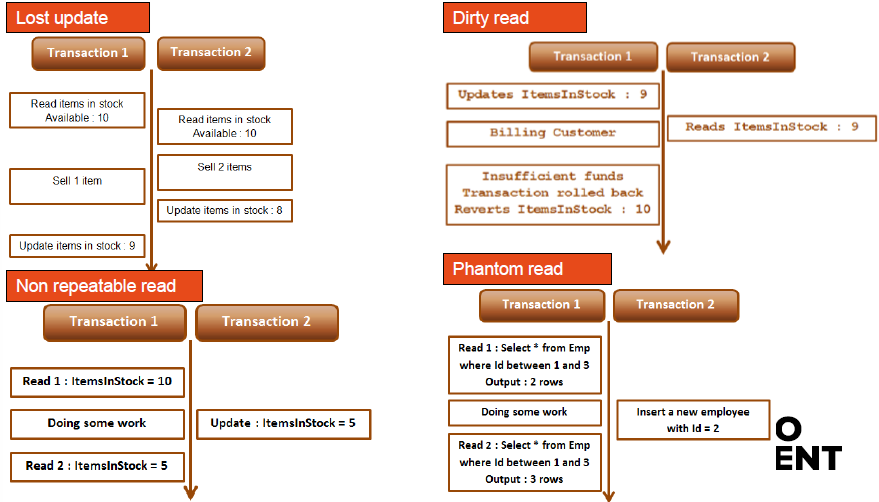 Lost update
Transaction 1
Transaction 2
Read items in stock
Available : 10
Read items in stock
Available : 10
Sell 1 item
Sell 2 items
Update items in stock : 8
Update items in stock : 9
Dirty read
Transaction 1
Transaction 2
Updates ItemsInStock : 9
Reads ItemsInStock : 9
Billing Customer
Insufficient funds
Transaction rolled back
Reverts ItemsInStock : 10
Non repeatable read
Transaction 1
Transaction 2
Read 1 : ItemsInStock = 10
Doing some work
Update : ItemsInStock = 5
Read 2 : ItemsInStock = 5
Phantom read
Transaction 1
Transaction 2
Read 1 : Select * from Emp
where Id between 1 and 3
Output : 2 rows
Doing some work
Insert a new employee
with Id = 2
Read 2 : Select * from Emp
where Id between 1 and 3
Output : 3 rows
O
ENT